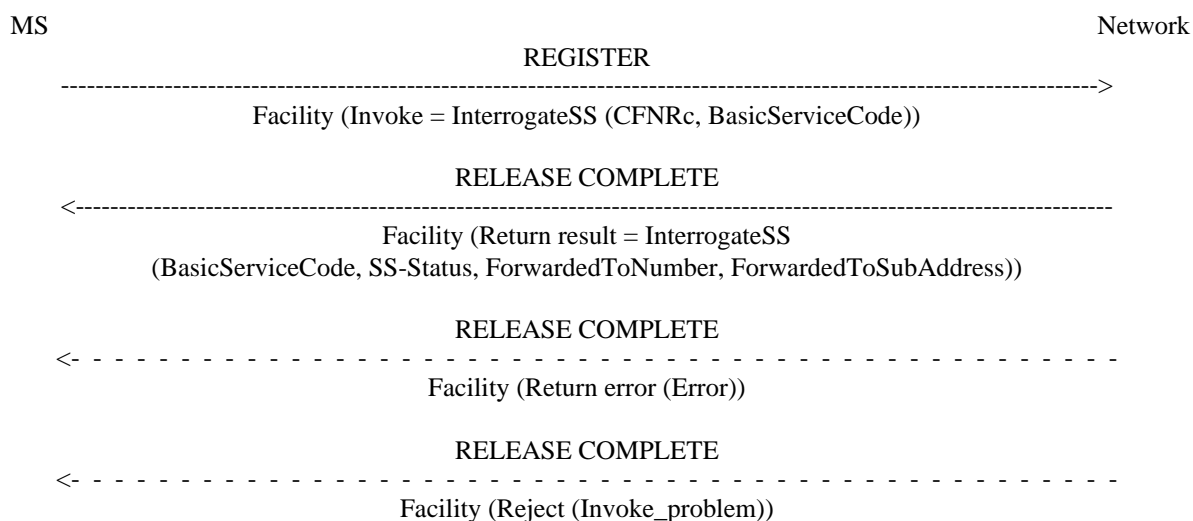 MS Network
REGISTER
Facility (Invoke = InterrogateSS (CFNRc, BasicServiceCode))
RELEASE COMPLETE
Facility (Return result = InterrogateSS
(BasicServiceCode, SS-Status, ForwardedToNumber, ForwardedToSubAddress))
RELEASE COMPLETE
Facility (Return error (Error))
RELEASE COMPLETE
Facility (Reject (Invoke_problem))